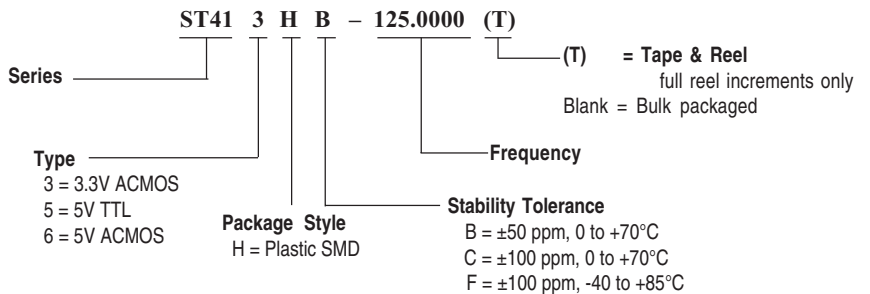 ST41 3 H B – 125.0000 (T)
(T) = Tape & Reel
full reel increments only
Blank = Bulk packaged
Series
Frequency
Type
3 = 3.3V ACMOS
5 = 5V TTL
6 = 5V ACMOS
Package Style
H = Plastic SMD
Stability Tolerance
B = ±50 ppm, 0 to +70°C
C = ±100 ppm, 0 to +70°C
F = ±100 ppm, -40 to +85°C